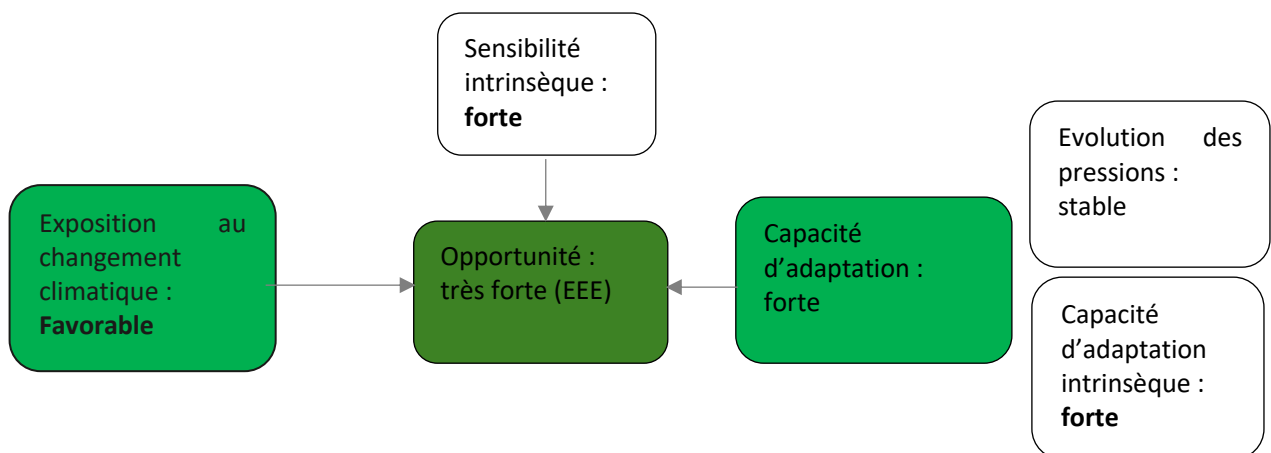 Sensibilité
intrinsèque :
forte
Exposition au
changement
climatique :
Favorable
Opportunité :
très forte (EEE)
Capacité
d’adaptation :
forte
Evolution des
pressions :
stable
Capacité
d’adaptation
intrinsèque :
forte